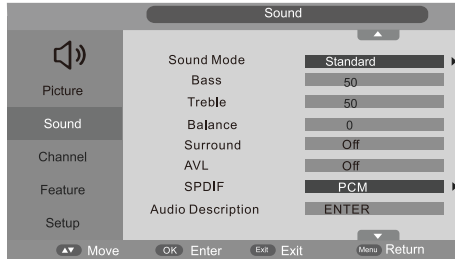 Sound
Picture
Sound
Channel
Feature
Setup
Sound Mode Standard
Bass 50
Treble 50
Balance 0
Surround Off
AVL Off
SPDIF PCM
Audio Description ENTER
Move OK Enter Exit Exit Menu Return